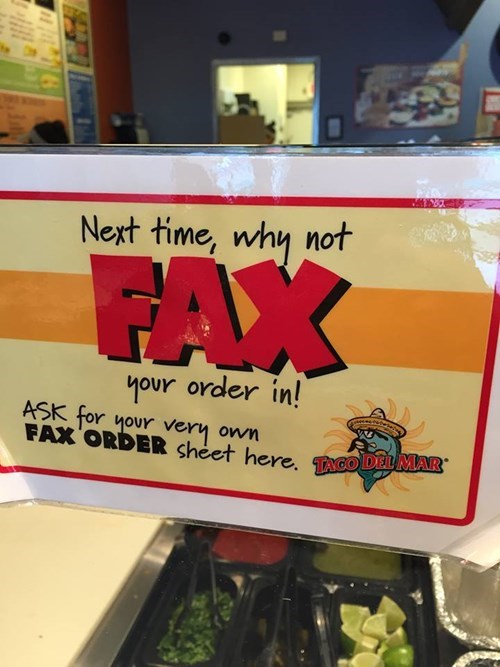 Next time, why not
FAX
your order in!
ASK for your very own
FAX ORDER sheet here.
TACO DEL MAR®